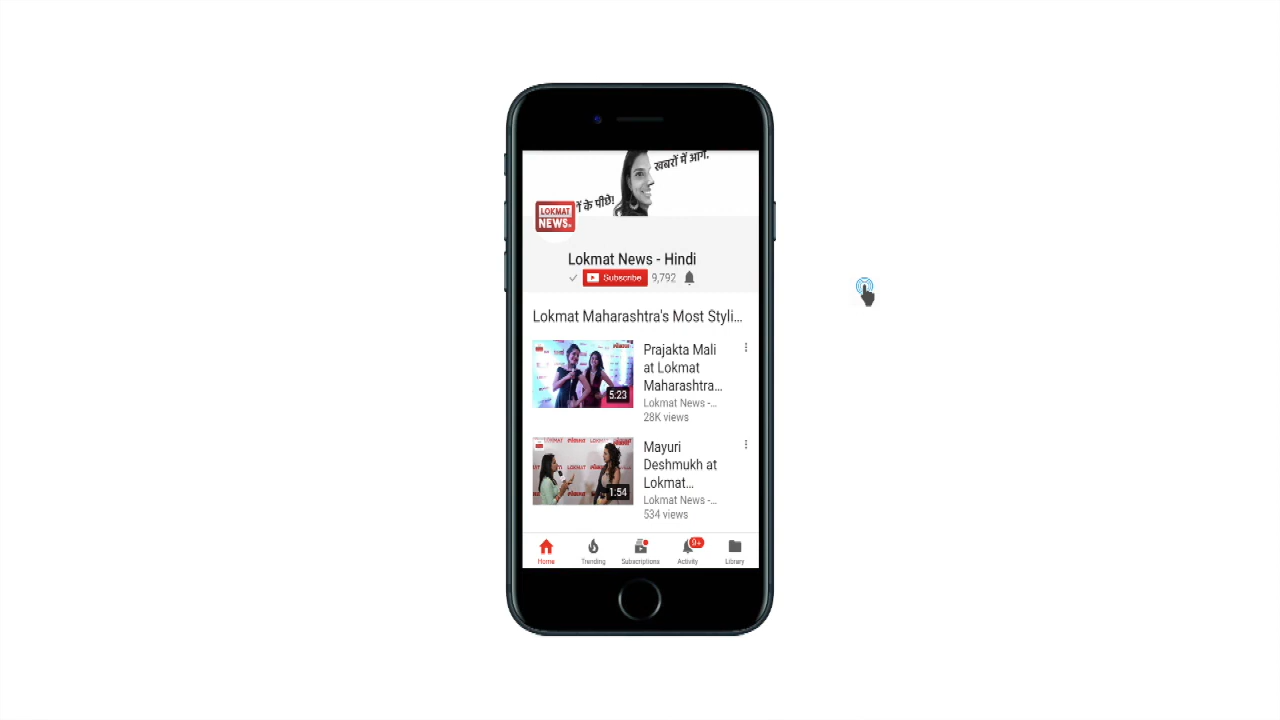 खबरों में आगे,
के पीछे!
LOKMAT
NEWS
Lokmat News - Hindi
Subscribe 9,792
Lokmat Maharashtra's Most Styli...
Prajakta Mali
at Lokmat
Maharashtra...
Lokmat News -...
28K views
5:23
Mayuri
Deshmukh at
Lokmat...
Lokmat News -...
534 views
LOKMAT
1:54
9+
Home Trending Subscriptions Activity Library